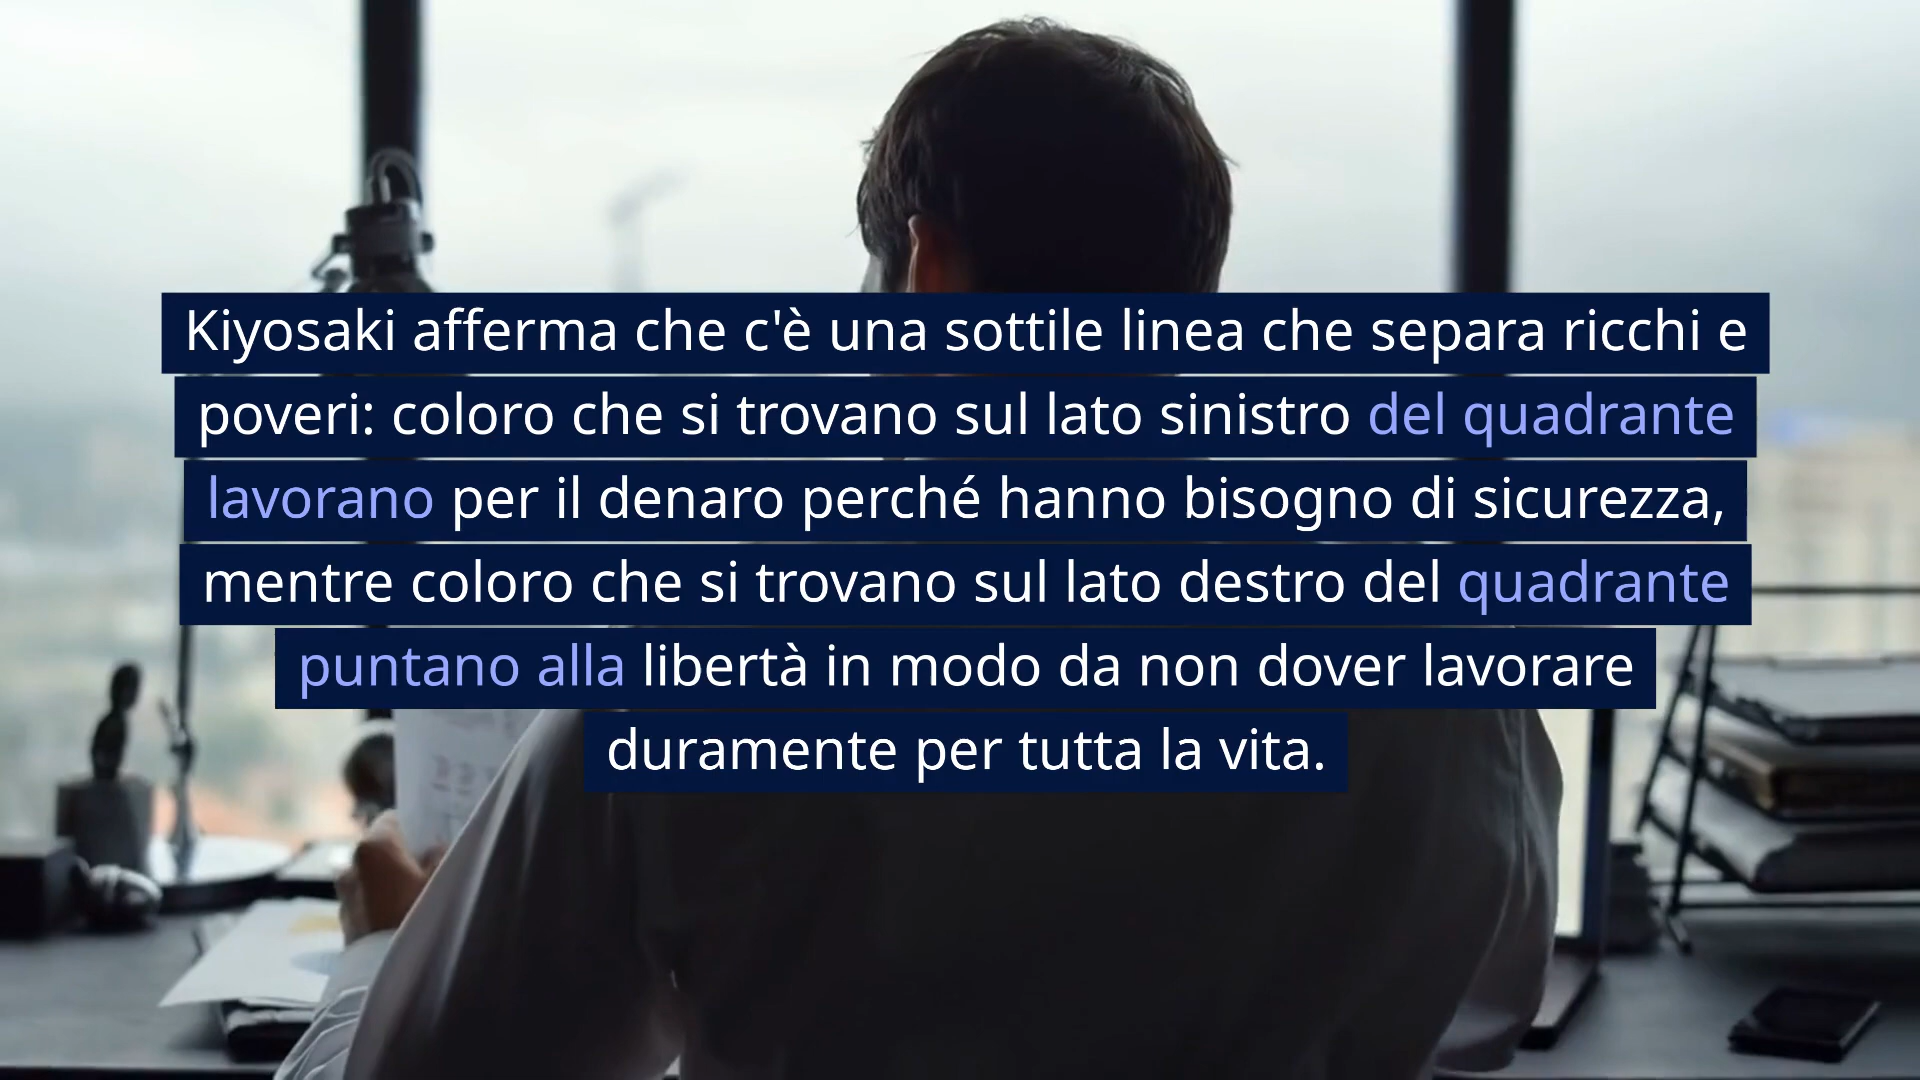 Kiyosaki afferma che c'è una sottile linea che separa ricchi e
poveri: coloro che si trovano sul lato sinistro del quadrante
lavorano per il denaro perché hanno bisogno di sicurezza,
mentre coloro che si trovano sul lato destro del quadrante
puntano alla libertà in modo da non dover lavorare
duramente per tutta la vita.